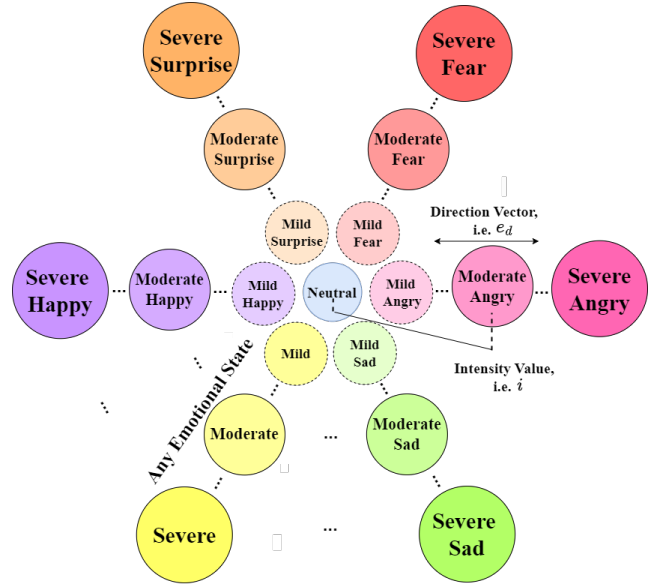 Severe
Surprise
Severe
Fear
Moderate
Surprise
Moderate
Fear
Mild
Surprise
Mild
Fear
Direction Vector,
i.e. e_d
Severe
Happy
...
Moderate
Happy
...
Mild
Happy
Neutral
Mild
Angry
...
Moderate
Angry
...
Severe
Angry
Mild
Mild
Sad
Intensity Value,
i.e. i
Any Emotional State
Moderate
...
Moderate
Sad
Severe
...
Severe
Sad